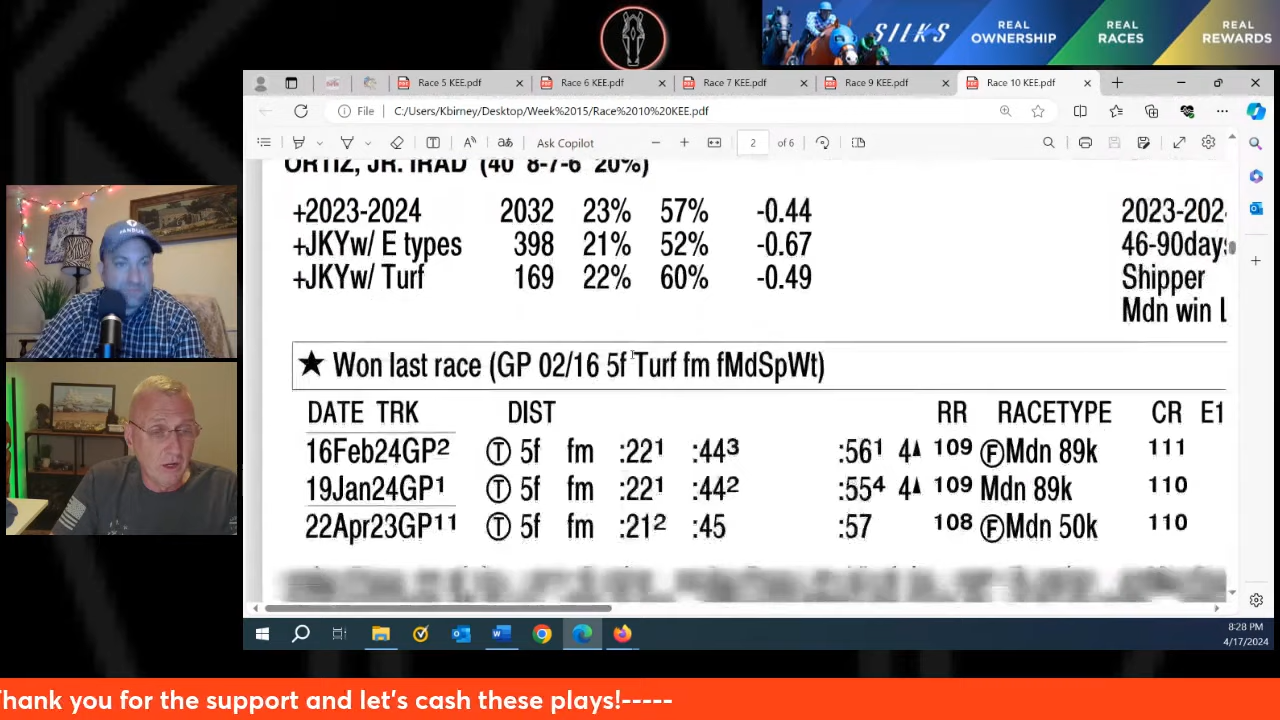 SILKS
REAL OWNERSHIP
REAL RACES
REAL REWARDS
Race 5 KEE.pdf
Race 6 KEE.pdf
Race 7 KEE.pdf
Race 9 KEE.pdf
Race 10 KEE.pdf
File C:/Users/Kbirney/Desktop/Week%2015/Race%2010%20KEE.pdf
Ask Copilot 2 of 6
ORTIZ, JR. IRAD (40 8-7-6 20%)
+2023-2024 2032 23% 57% -0.44 2023-202
+JKYw/ E types 398 21% 52% -0.67 46-90days
+JKYw/ Turf 169 22% 60% -0.49 Shipper
Mdn win L
★ Won last race (GP 02/16 5f Turf fm fMdSpWt)
DATE TRK DIST RR RACETYPE CR E1
16Feb24GP² Ⓣ 5f fm :22¹ :44³ :56¹ 4▲ 109 ⒻMdn 89k 111
19Jan24GP¹ Ⓣ 5f fm :22¹ :44² :55⁴ 4▲ 109 Mdn 89k 110
22Apr23GP¹¹ Ⓣ 5f fm :21² :45 :57 108 ⒻMdn 50k 110
8:28 PM
4/17/2024
Thank you for the support and let's cash these plays!-----